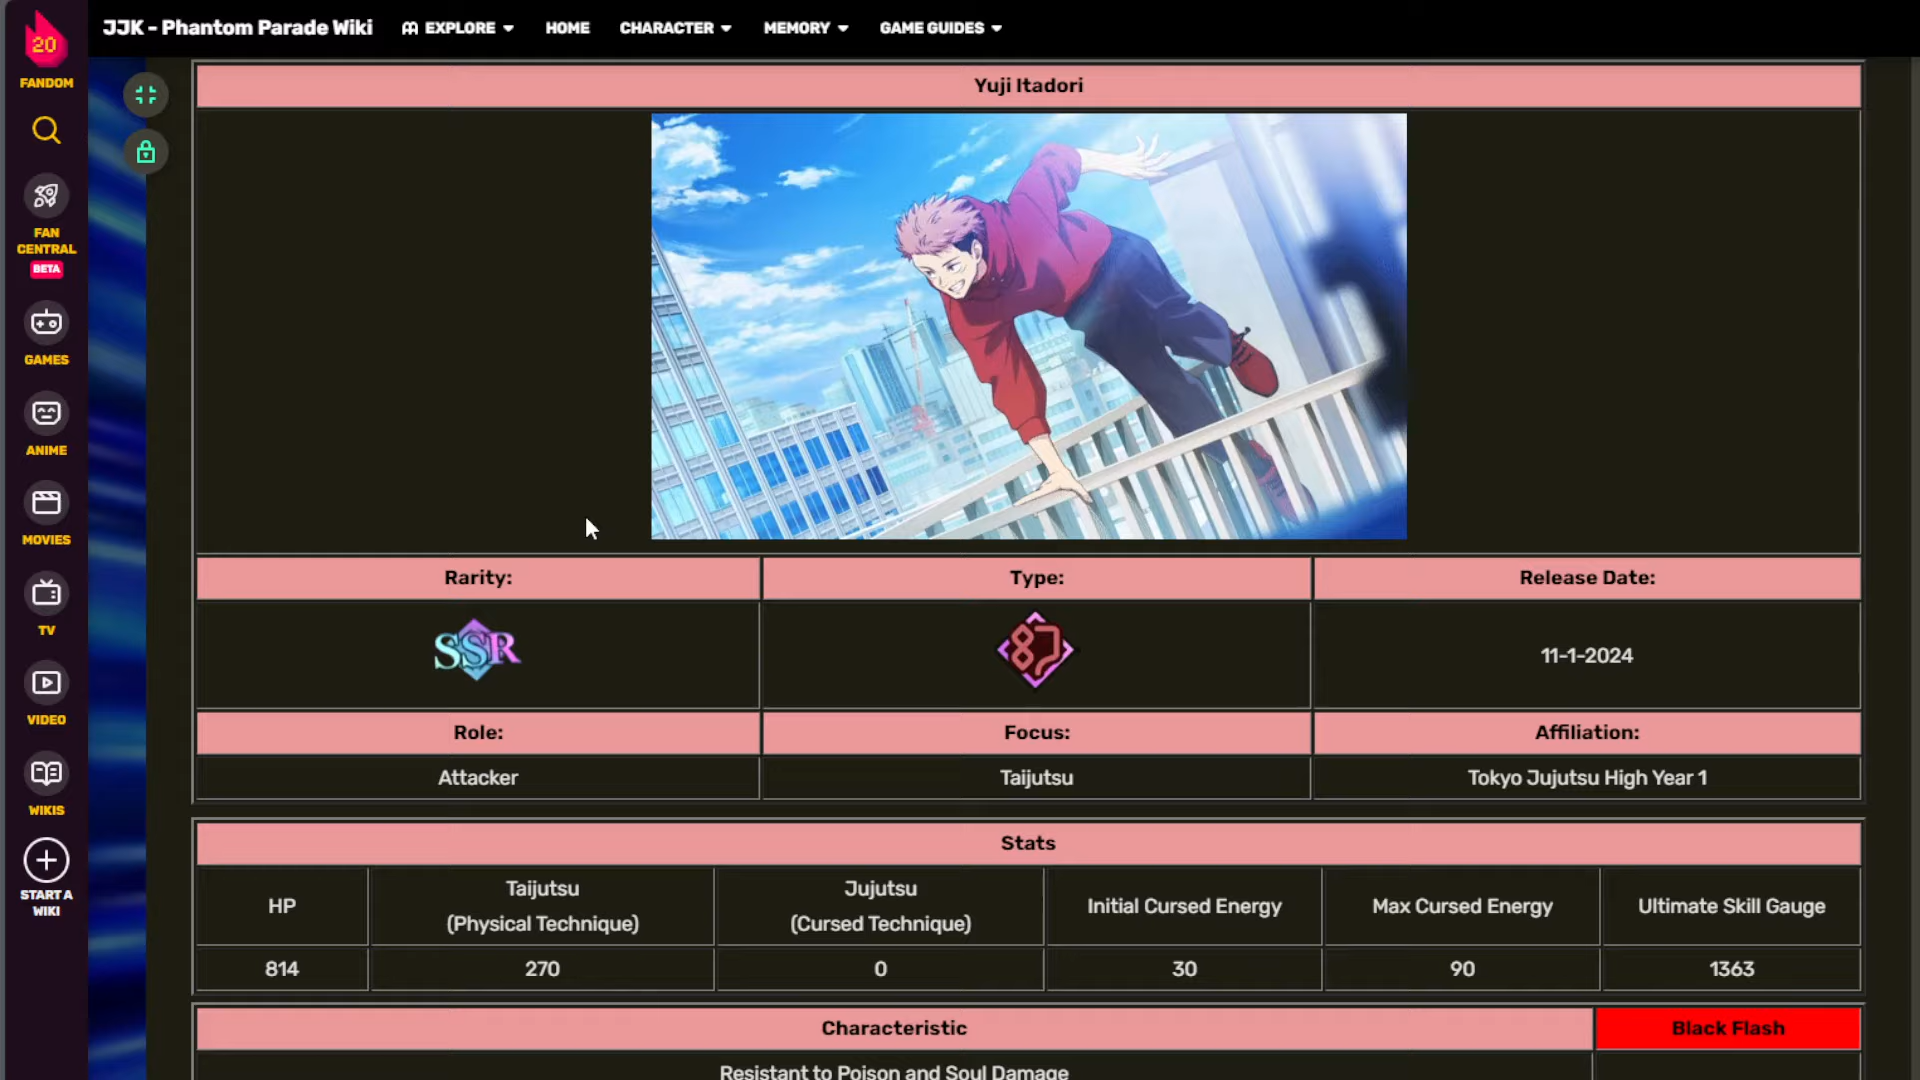 JJK - Phantom Parade Wiki
EXPLORE
HOME
CHARACTER
MEMORY
GAME GUIDES
20
FANDOM
FAN
CENTRAL
BETA
GAMES
ANIME
MOVIES
TV
VIDEO
WIKIS
START A
WIKI
Yuji Itadori
Rarity:
Type:
Release Date:
SSR
11-1-2024
Role:
Focus:
Affiliation:
Attacker
Taijutsu
Tokyo Jujutsu High Year 1
Stats
HP
Taijutsu
(Physical Technique)
Jujutsu
(Cursed Technique)
Initial Cursed Energy
Max Cursed Energy
Ultimate Skill Gauge
814
270
0
30
90
1363
Characteristic
Black Flash
Resistant to Poison and Soul Damage